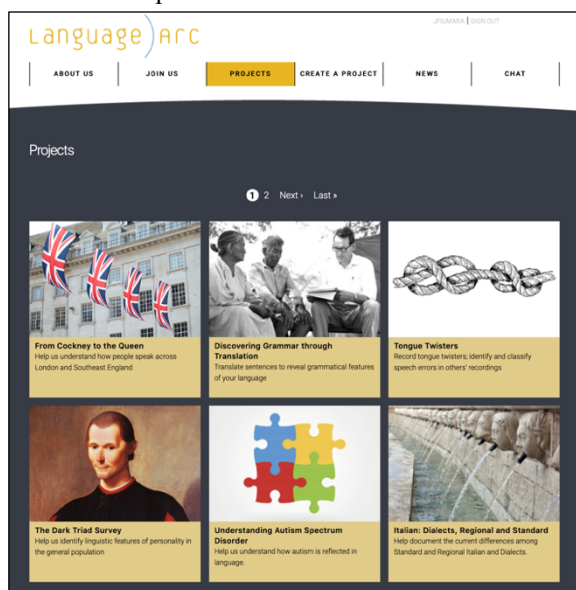 JFIUMARA | SIGN OUT
Language)Arc
ABOUT US
JOIN US
PROJECTS
CREATE A PROJECT
NEWS
CHAT
Projects
1 2 Next › Last »
From Cockney to the Queen
Help us understand how people speak across
London and Southeast England
Discovering Grammar through
Translation
Translate sentences to reveal grammatical features
of your language
Tongue Twisters
Record tongue twisters; identify and classify
speech errors in others' recordings
The Dark Triad Survey
Help us identify linguistic features of personality in
the general population
Understanding Autism Spectrum
Disorder
Help us understand how autism is reflected in
language.
Italian: Dialects, Regional and Standard
Help document the current differences among
Standard and Regional Italian and Dialects.